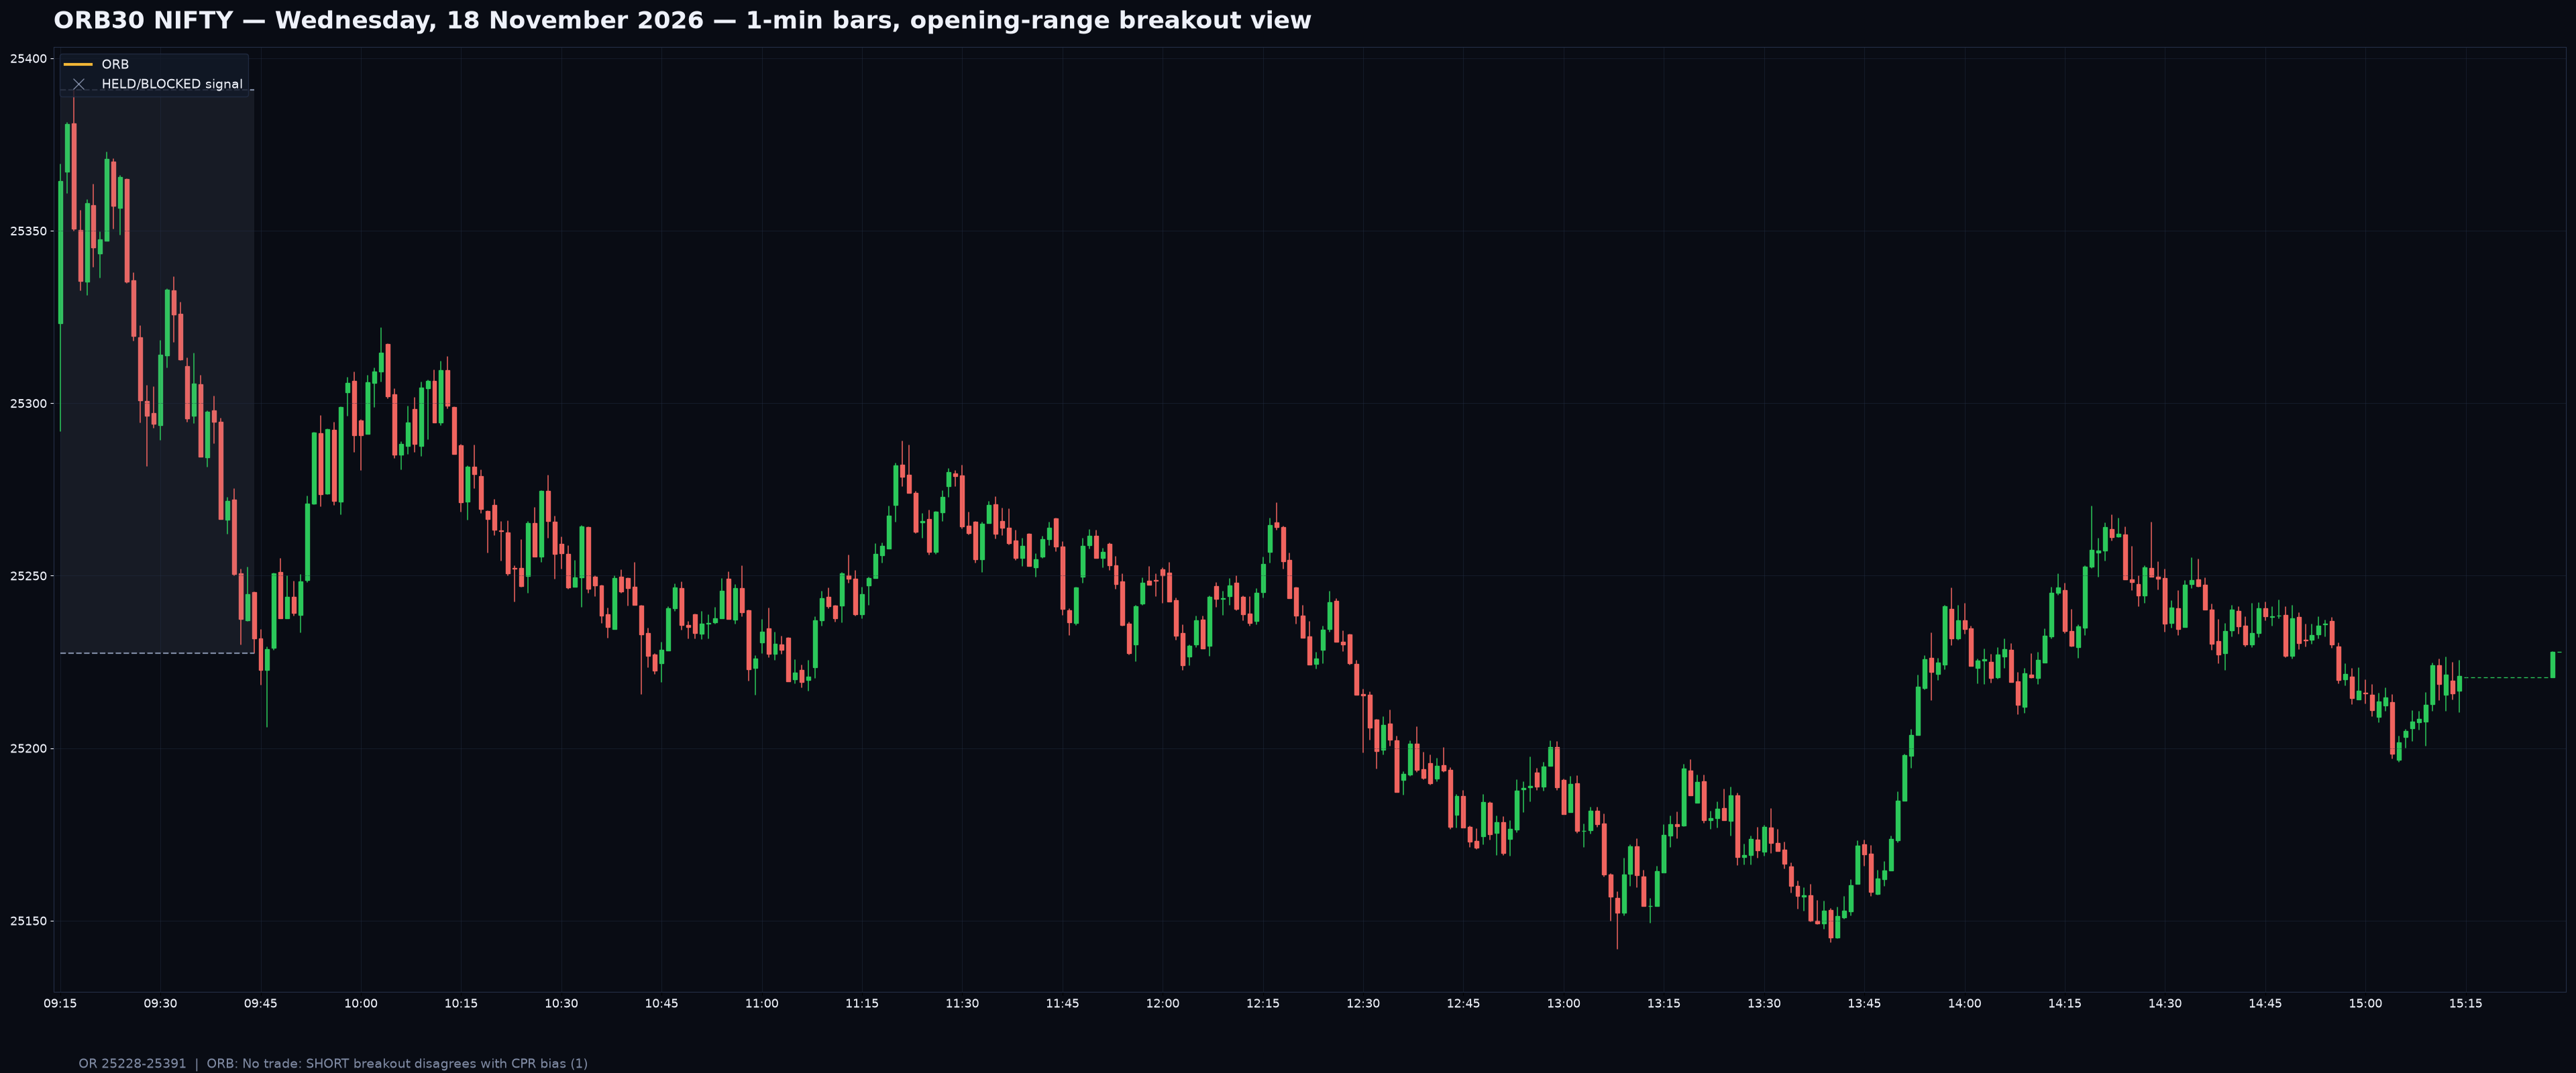 ORB30 NIFTY — Wednesday, 18 November 2026 — 1-min bars, opening-range breakout view
ORB
HELD/BLOCKED signal
25400
25350
25300
25250
25200
25150
09:15 09:30 09:45 10:00 10:15 10:30 10:45 11:00 11:15 11:30 11:45 12:00 12:15 12:30 12:45 13:00 13:15 13:30 13:45 14:00 14:15 14:30 14:45 15:00 15:15
OR 25228-25391 | ORB: No trade: SHORT breakout disagrees with CPR bias (1)